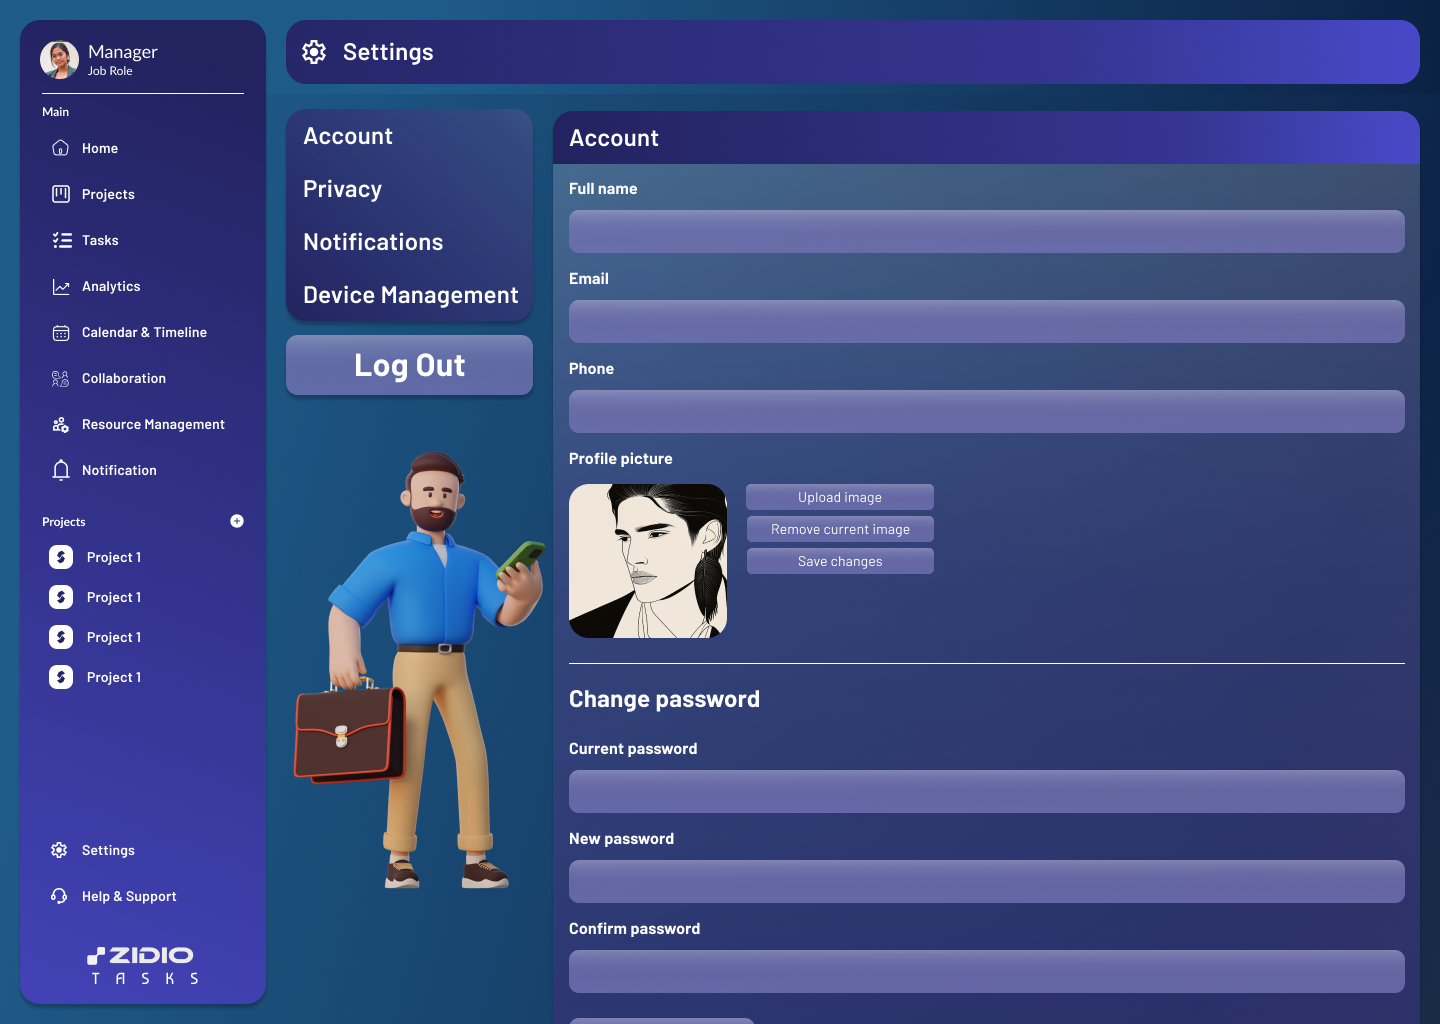 Manager
Job Role
Main
Home
Projects
Tasks
Analytics
Calendar & Timeline
Collaboration
Resource Management
Notification
Projects
Project 1
Project 1
Project 1
Project 1
Settings
Help & Support
ZIDIO
TASKS
Settings
Account
Privacy
Notifications
Device Management
Log Out
Account
Full name
Email
Phone
Profile picture
Upload image
Remove current image
Save changes
Change password
Current password
New password
Confirm password